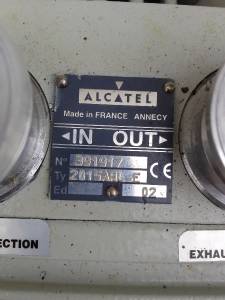 ALCATEL
Made in FRANCE ANNECY
◄IN OUT►
N°
Ty
Ed 02
CE
ECTION
EXHAU